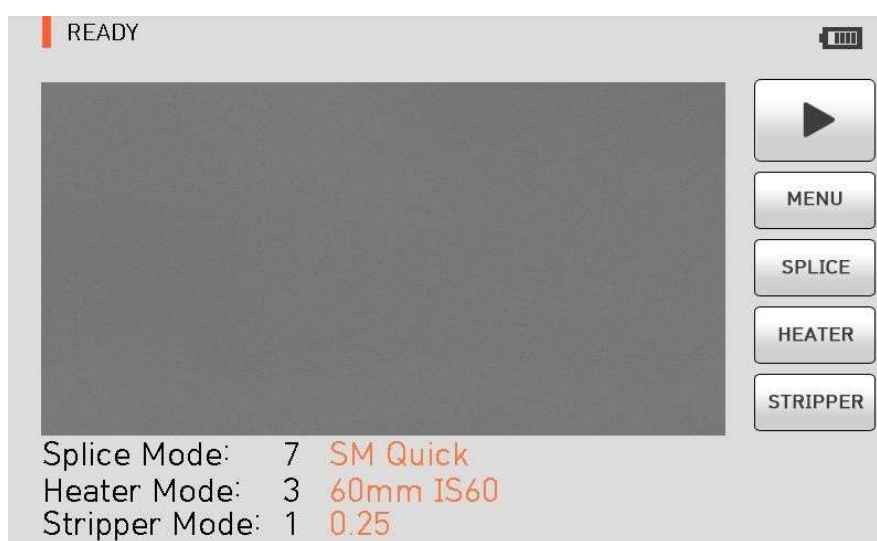 READY
MENU
SPLICE
HEATER
STRIPPER
Splice Mode: 7 SM Quick
Heater Mode: 3 60mm IS60
Stripper Mode: 1 0.25